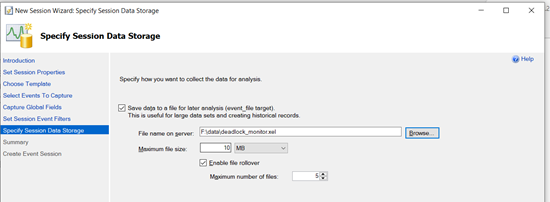 New Session Wizard: Specify Session Data Storage
Specify Session Data Storage
Introduction
Help
Set Session Properties
Choose Template
Specify how you want to collect the data for analysis.
Select Events To Capture
Capture Global Fields
Save data to a file for later analysis (event_file target).
Set Session Event Filters
This is useful for large data sets and creating historical records.
Specify Session Data Storage
File name on server: F:\data\deadlock_monitor.xel Browse...
Summary
Maximum file size: 10 MB
Create Event Session
Enable file rollover
Maximum number of files: 5